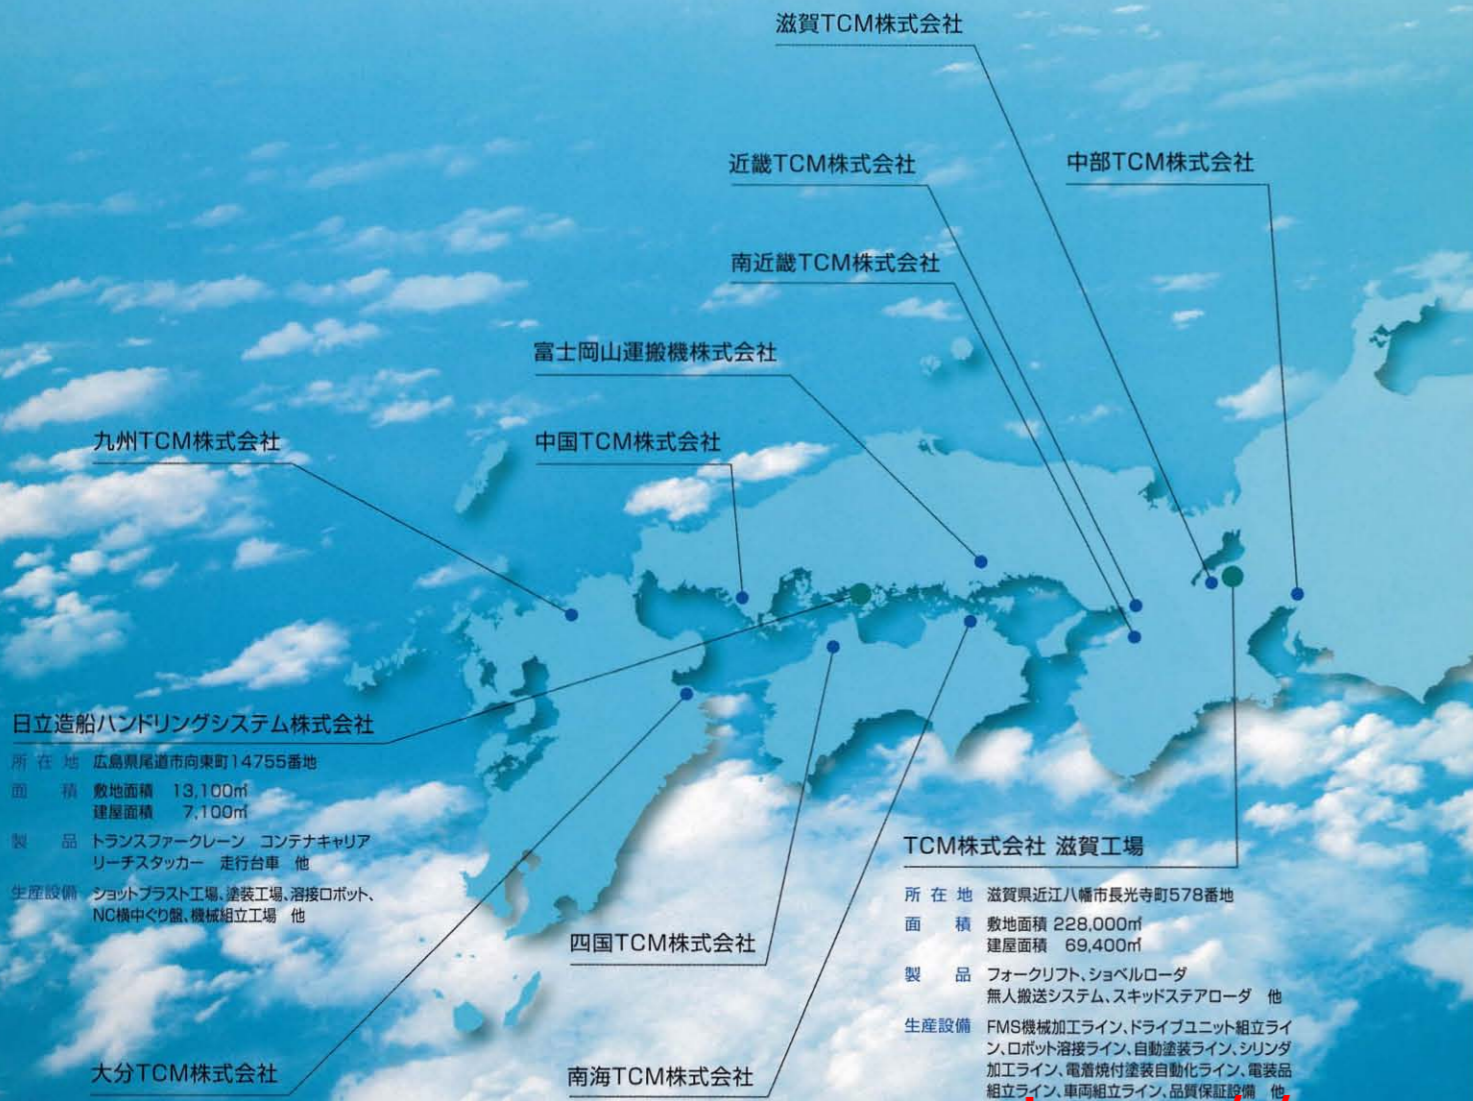 滋賀TCM株式会社
近畿TCM株式会社
中部TCM株式会社
南近畿TCM株式会社
富士岡山運搬機株式会社
九州TCM株式会社
中国TCM株式会社
日立造船ハンドリングシステム株式会社
所在地 広島県尾道市向東町14755番地
面積 敷地面積 13,100㎡
建屋面積 7,100㎡
製品 トランスファークレーン コンテナキャリア
リーチスタッカー 走行台車 他
生産設備 ショットブラスト工場、塗装工場、溶接ロボット、
NC横中ぐり盤、機械組立工場 他
TCM株式会社 滋賀工場
所在地 滋賀県近江八幡市長光寺町578番地
面積 敷地面積 228,000㎡
建屋面積 69,400㎡
製品 フォークリフト、ショベルローダ
無人搬送システム、スキッドステアローダ 他
生産設備 FMS機械加工ライン、ドライブユニット組立ライ
ン、ロボット溶接ライン、自動塗装ライン、シリンダ
加工ライン、電着焼付塗装自動化ライン、電装品
組立ライン、車両組立ライン、品質保証設備 他
四国TCM株式会社
大分TCM株式会社
南海TCM株式会社